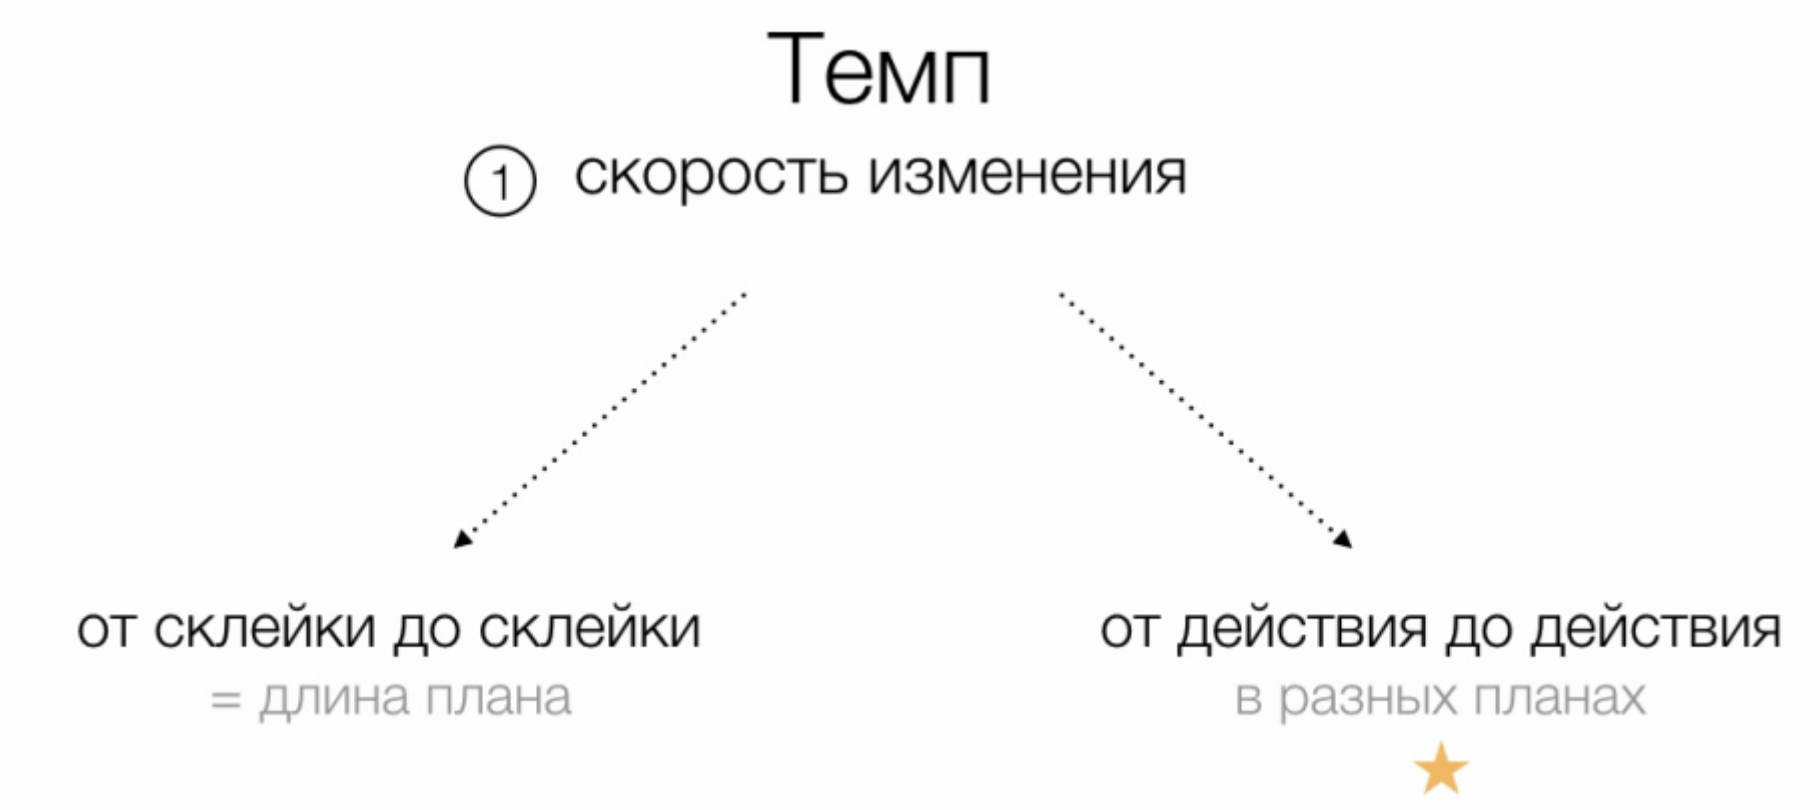 Темп
1 скорость изменения
от склейки до склейки
= длина плана
от действия до действия
в разных планах